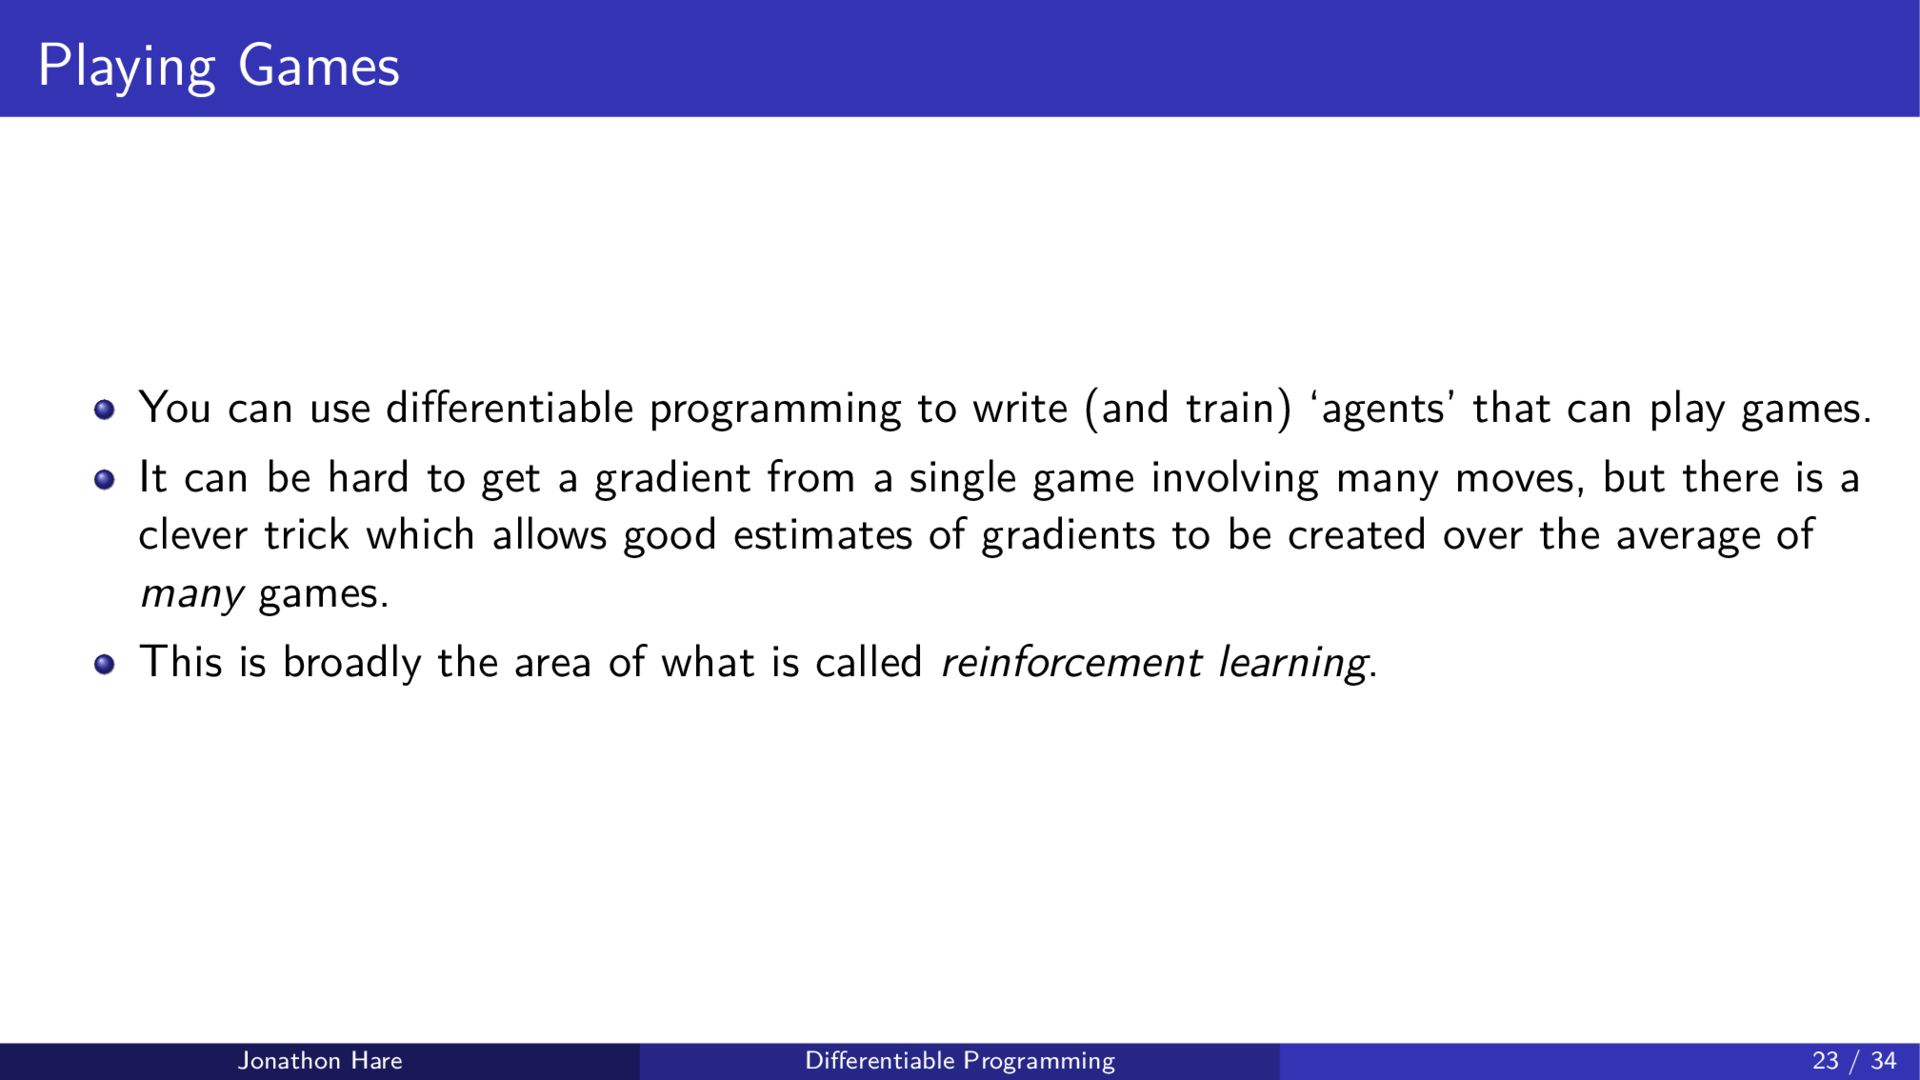 Playing Games
You can use differentiable programming to write (and train) ‘agents’ that can play games.
It can be hard to get a gradient from a single game involving many moves, but there is a
clever trick which allows good estimates of gradients to be created over the average of
many games.
This is broadly the area of what is called reinforcement learning.
Jonathon Hare
Differentiable Programming
23 / 34